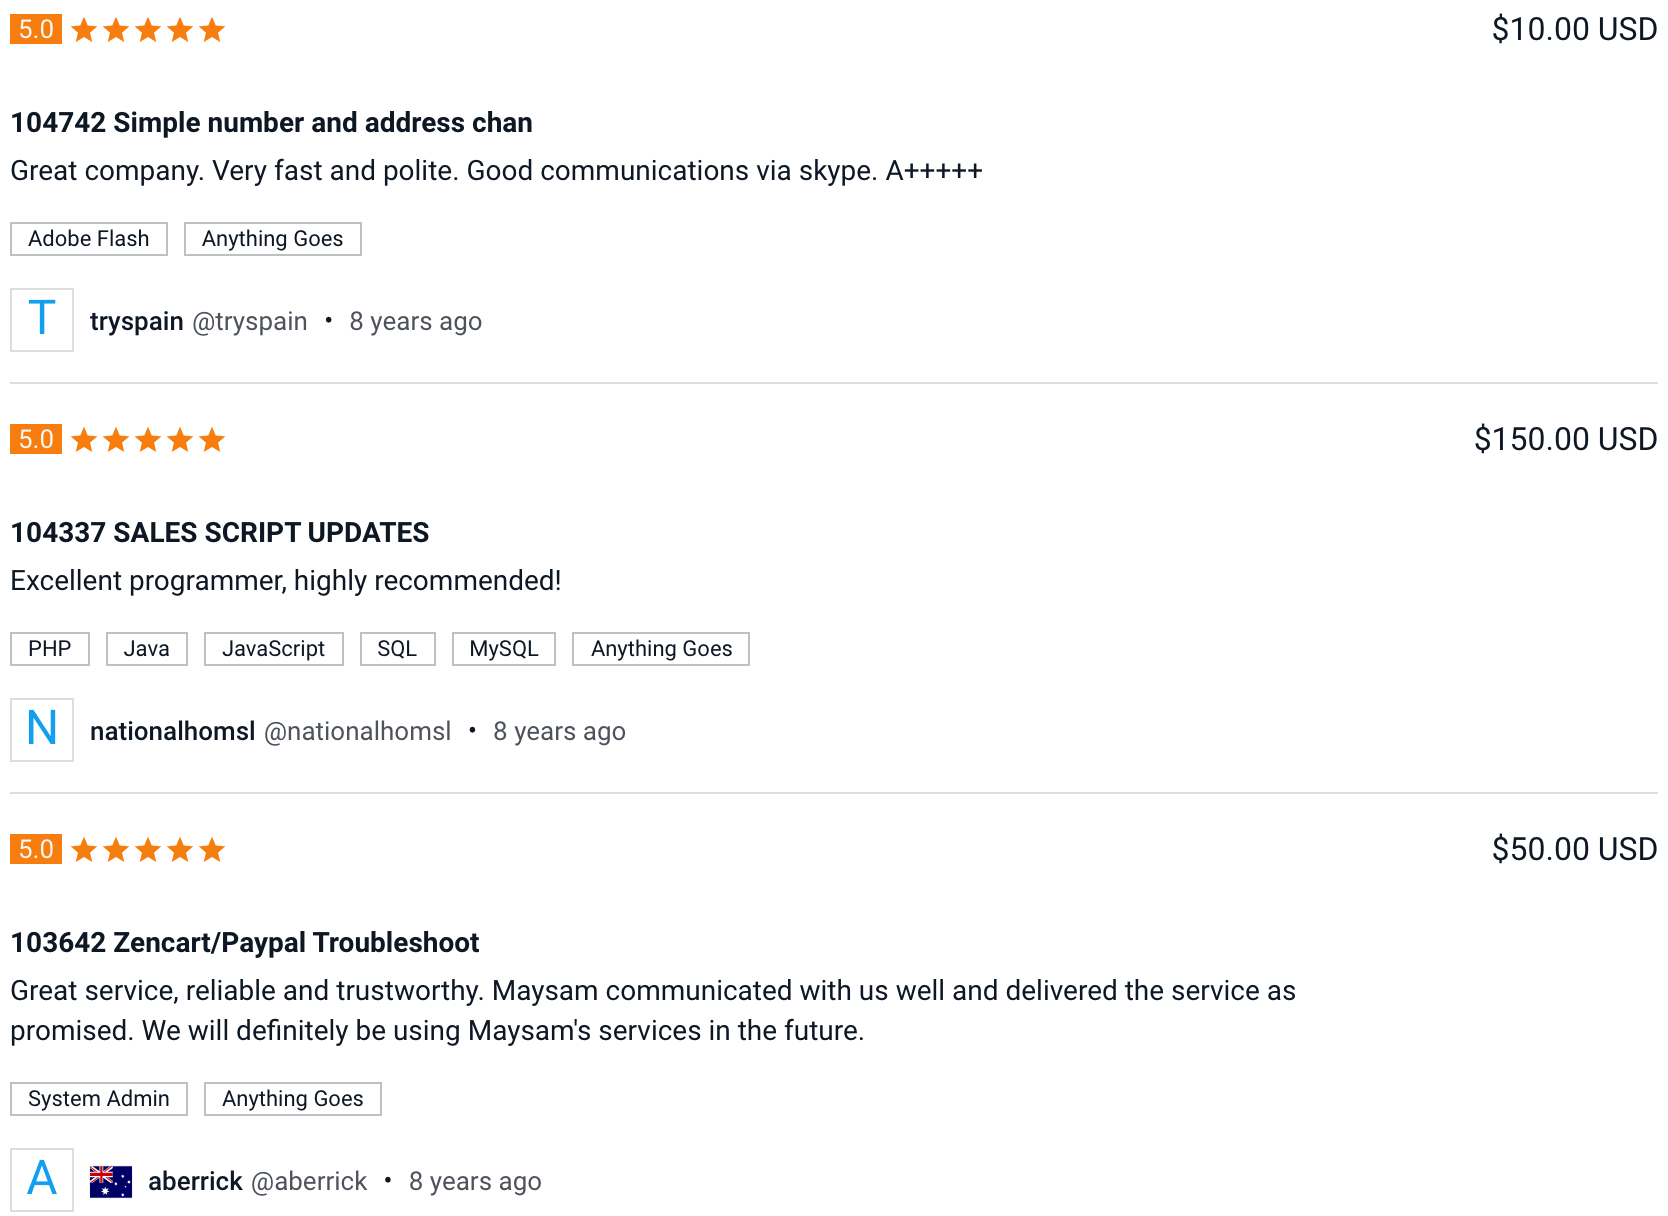 5.0 $10.00 USD
104742 Simple number and address chan
Great company. Very fast and polite. Good communications via skype. A+++++
Adobe Flash Anything Goes
T tryspain @tryspain • 8 years ago
5.0 $150.00 USD
104337 SALES SCRIPT UPDATES
Excellent programmer, highly recommended!
PHP Java JavaScript SQL MySQL Anything Goes
N nationalhomsl @nationalhomsl • 8 years ago
5.0 $50.00 USD
103642 Zencart/Paypal Troubleshoot
Great service, reliable and trustworthy. Maysam communicated with us well and delivered the service as
promised. We will definitely be using Maysam's services in the future.
System Admin Anything Goes
A aberrick @aberrick • 8 years ago